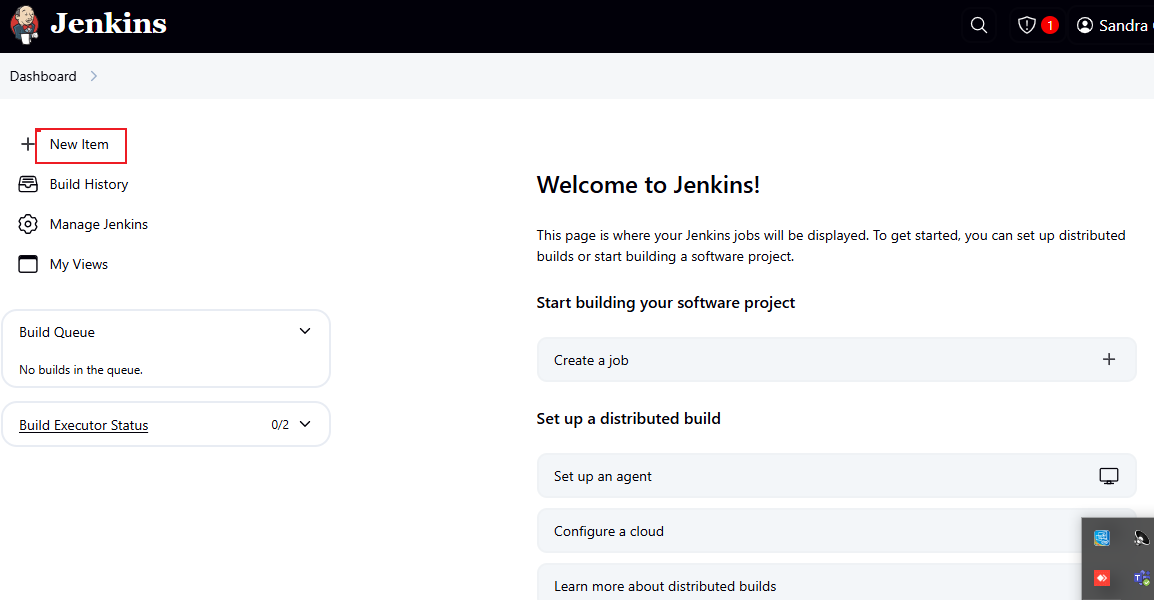 Jenkins
1
Sandra
Dashboard
New Item
Build History
Manage Jenkins
My Views
Build Queue
No builds in the queue.
Build Executor Status
0/2
Welcome to Jenkins!
This page is where your Jenkins jobs will be displayed. To get started, you can set up distributed
builds or start building a software project.
Start building your software project
Create a job
Set up a distributed build
Set up an agent
Configure a cloud
Learn more about distributed builds